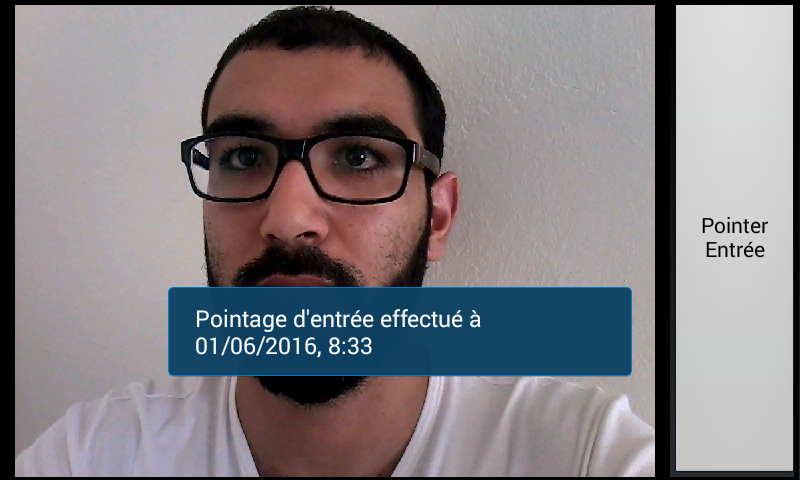 Pointage d'entrée effectué à
01/06/2016, 8:33
Pointer
Entrée